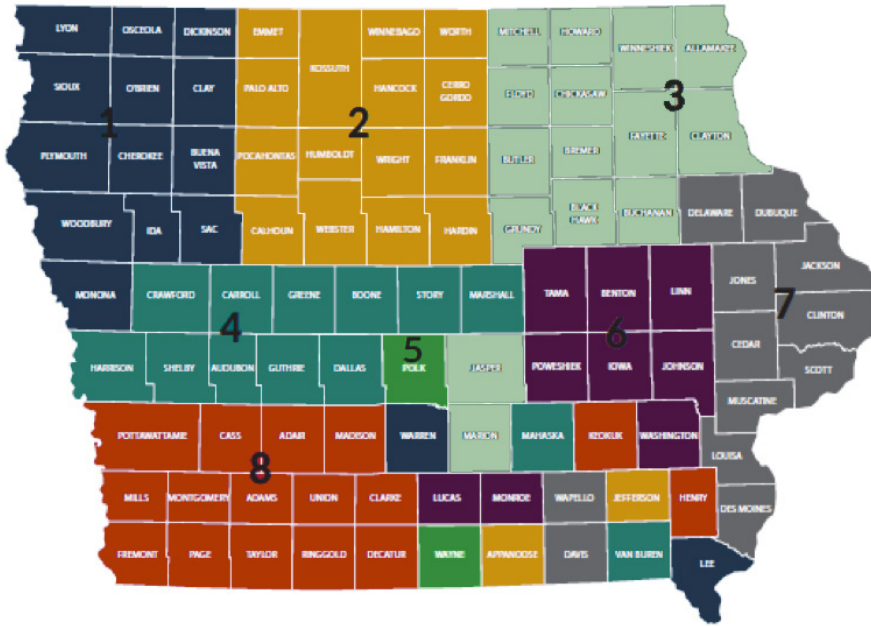 LYON OSCEOLA DICKINSON EMMET WINNEBAGO WORTH MITCHELL HOWARD
WINNESHIEK ALLAMAKEE
KOSSUTH
SIOUX O'BRIEN CLAY PALO ALTO HANCOCK CERRO
GORDO FLOYD CHICKASAW
1 2 3
PLYMOUTH CHEROKEE BUENA
VISTA POCAHONTAS HUMBOLDT WRIGHT FRANKLIN BUTLER BREMER FAYETTE CLAYTON
WOODBURY IDA SAC CALHOUN WEBSTER HAMILTON HARDIN GRUNDY BLACK
HAWK BUCHANAN DELAWARE DUBUQUE
MONONA CRAWFORD CARROLL GREENE BOONE STORY MARSHALL TAMA BENTON LINN JONES JACKSON
4 5 6 7
CLINTON
HARRISON SHELBY AUDUBON GUTHRIE DALLAS POLK JASPER POWESHIEK IOWA JOHNSON CEDAR SCOTT
MUSCATINE
POTTAWATTAMIE CASS ADAIR MADISON WARREN MARION MAHASKA KEOKUK WASHINGTON LOUISA
8
MILLS MONTGOMERY ADAMS UNION CLARKE LUCAS MONROE WAPELLO JEFFERSON HENRY DES MOINES
FREMONT PAGE TAYLOR RINGGOLD DECATUR WAYNE APPANOOSE DAVIS VAN BUREN LEE